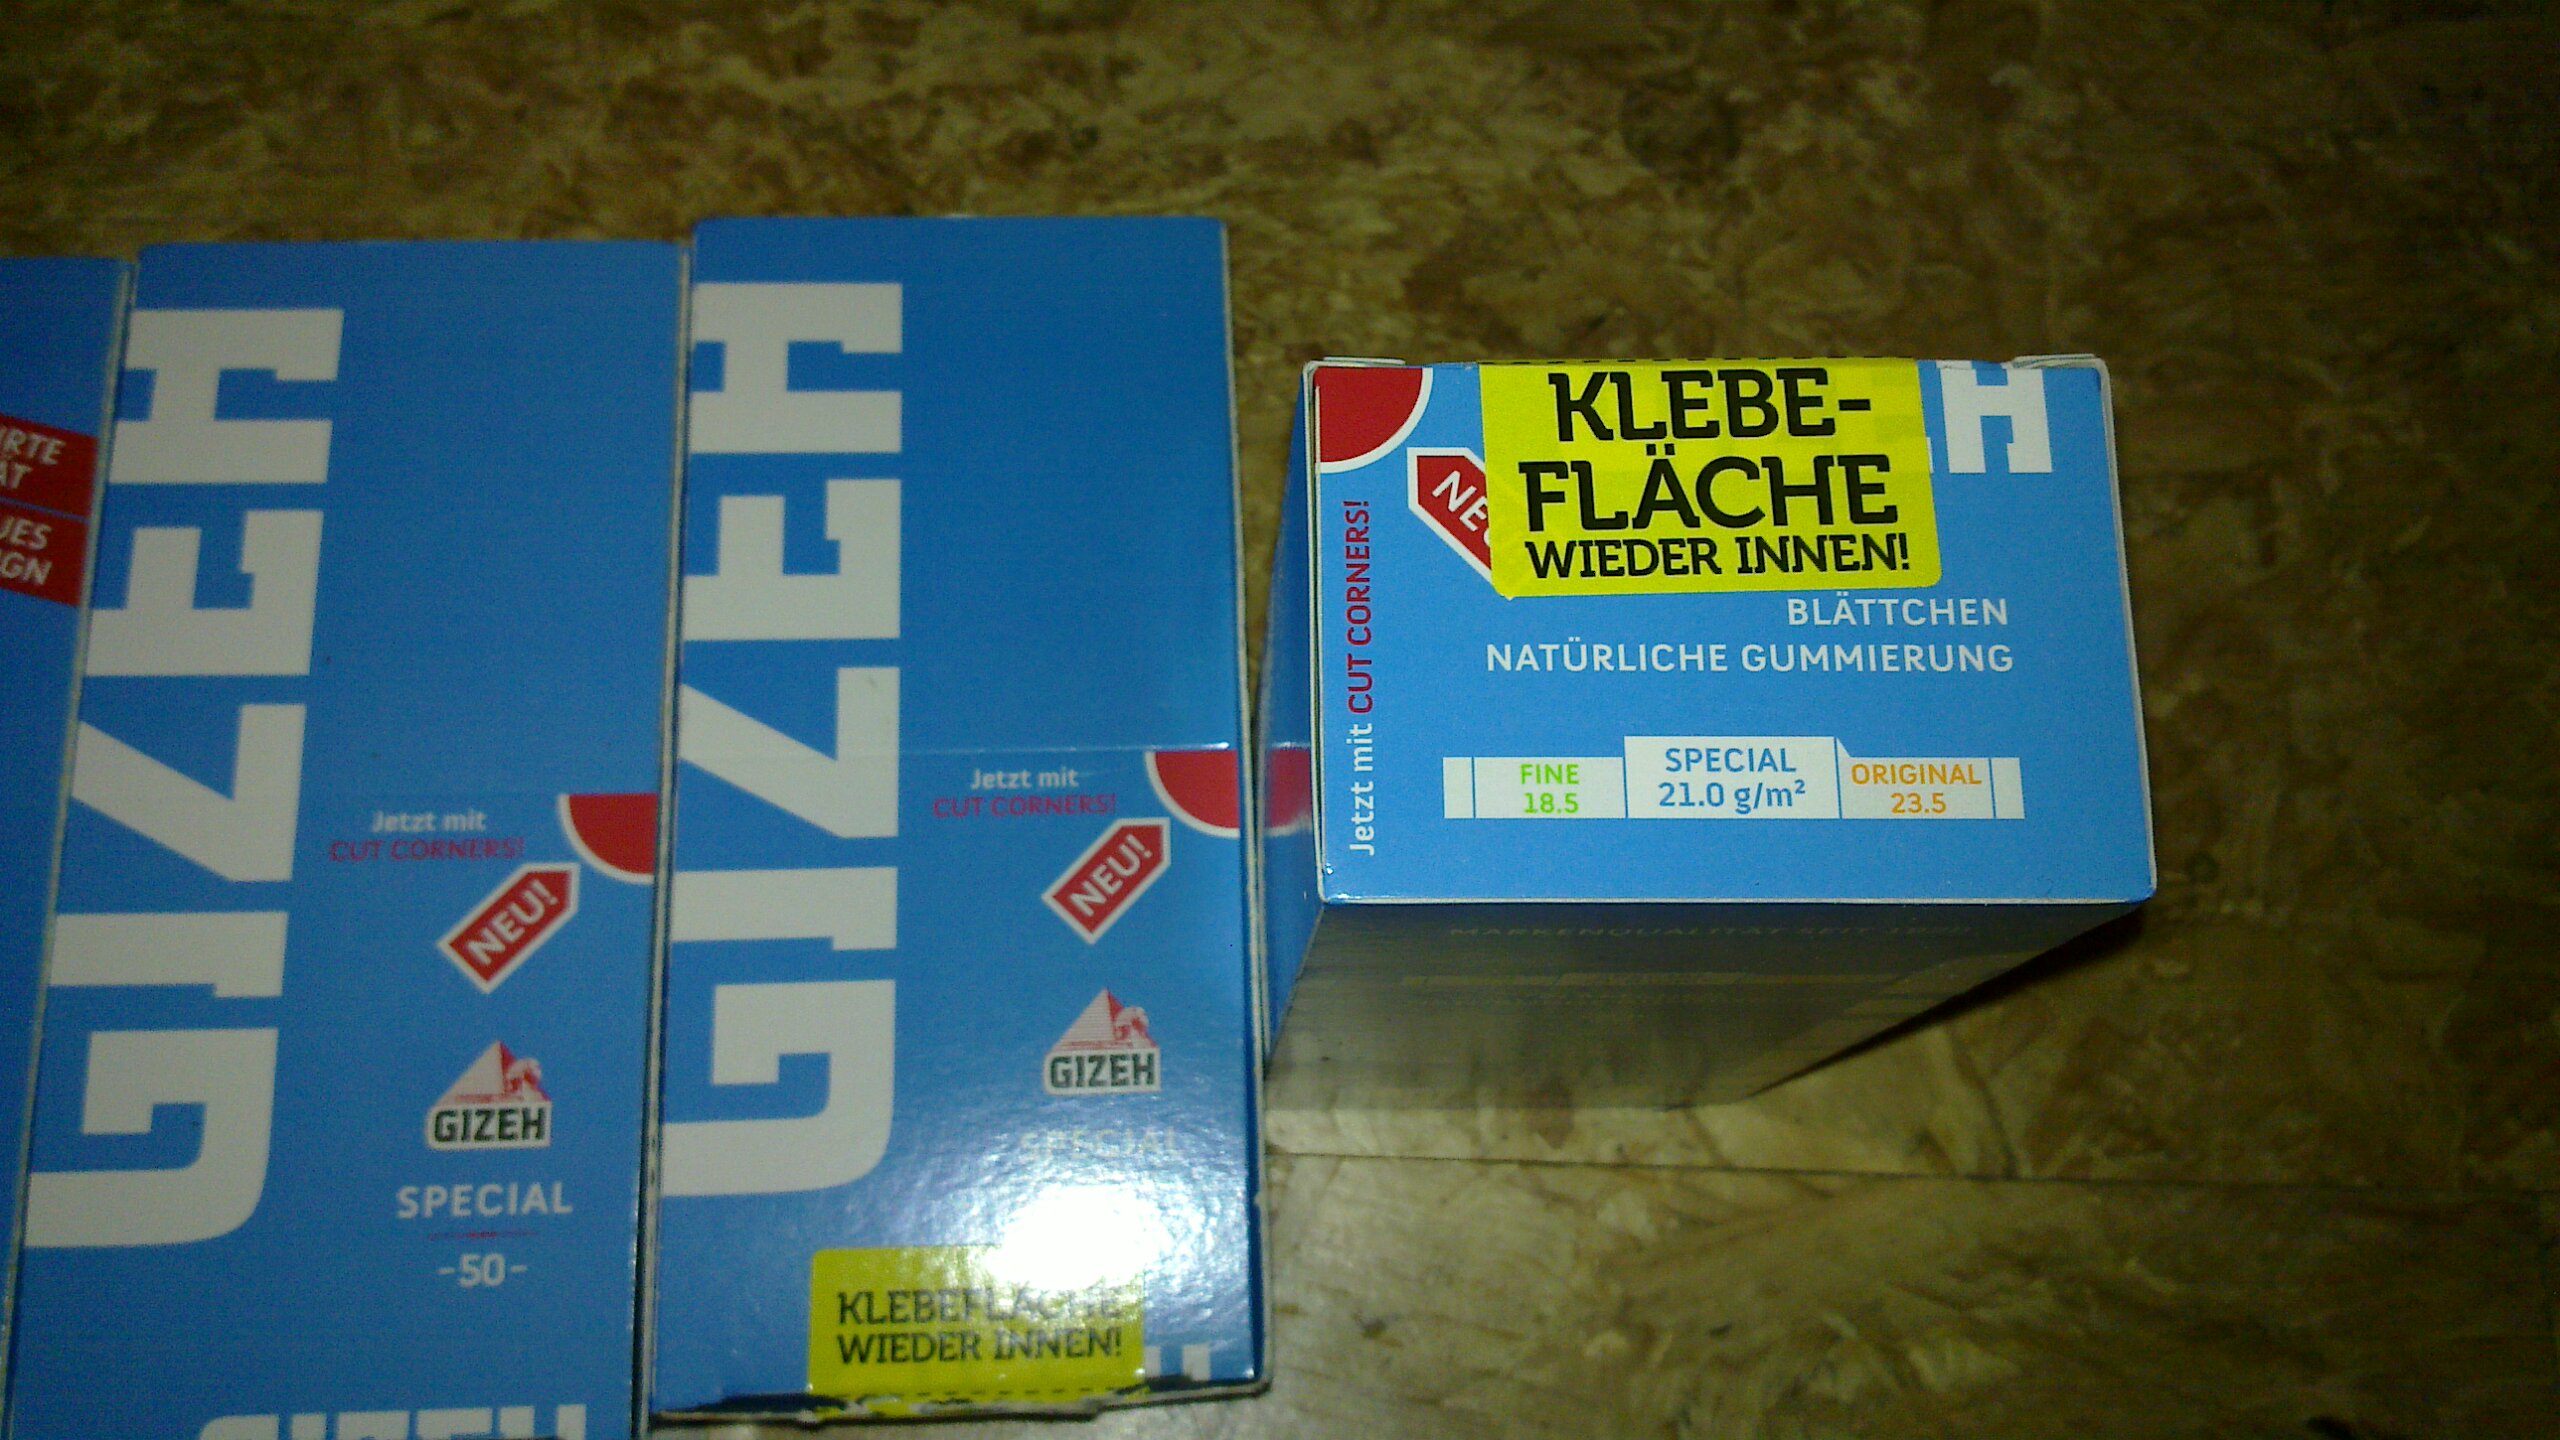 GIZEH
Jetzt mit
CUT CORNERS!
NEU!
GIZEH
SPECIAL
-50-
GIZEH
Jetzt mit
CUT CORNERS!
NEU!
GIZEH
SPECIAL
KLEBEFLÄCHE
WIEDER INNEN!
KLEBE-
FLÄCHE
WIEDER INNEN!
Jetzt mit CUT CORNERS!
BLÄTTCHEN
NATÜRLICHE GUMMIERUNG
FINE
18.5
SPECIAL
21.0 g/m²
ORIGINAL
23.5